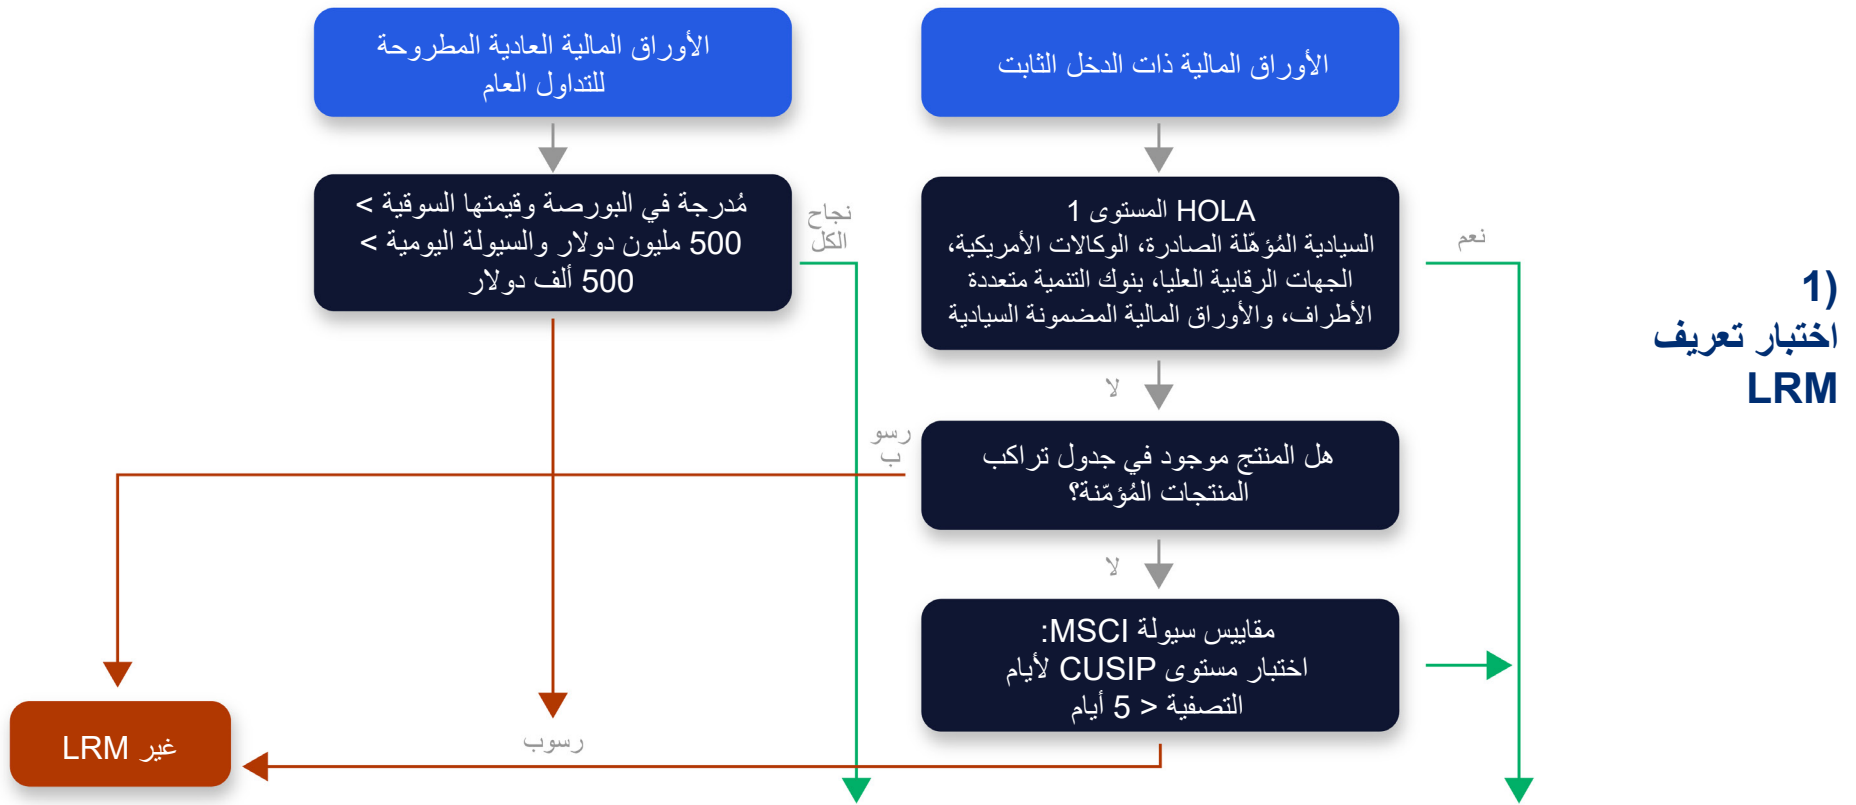 1)
اختبار تعريف
LRM
الأوراق المالية ذات الدخل الثابت
HOLA المستوى 1
السيادية المُؤهّلة الصادرة، الوكالات الأمريكية،
الجهات الرقابية العليا، بنوك التنمية متعددة
الأطراف، والأوراق المالية المضمونة السيادية
نعم
لا
هل المنتج موجود في جدول تراكب
المنتجات المُؤمّنة؟
رسو
ب
لا
مقاييس سيولة MSCI:
اختبار مستوى CUSIP لأيام
التصفية < 5 أيام
الأوراق المالية العادية المطروحة
للتداول العام
مُدرجة في البورصة وقيمتها السوقية >
500 مليون دولار والسيولة اليومية >
500 ألف دولار
نجاح
الكل
رسوب
غير LRM